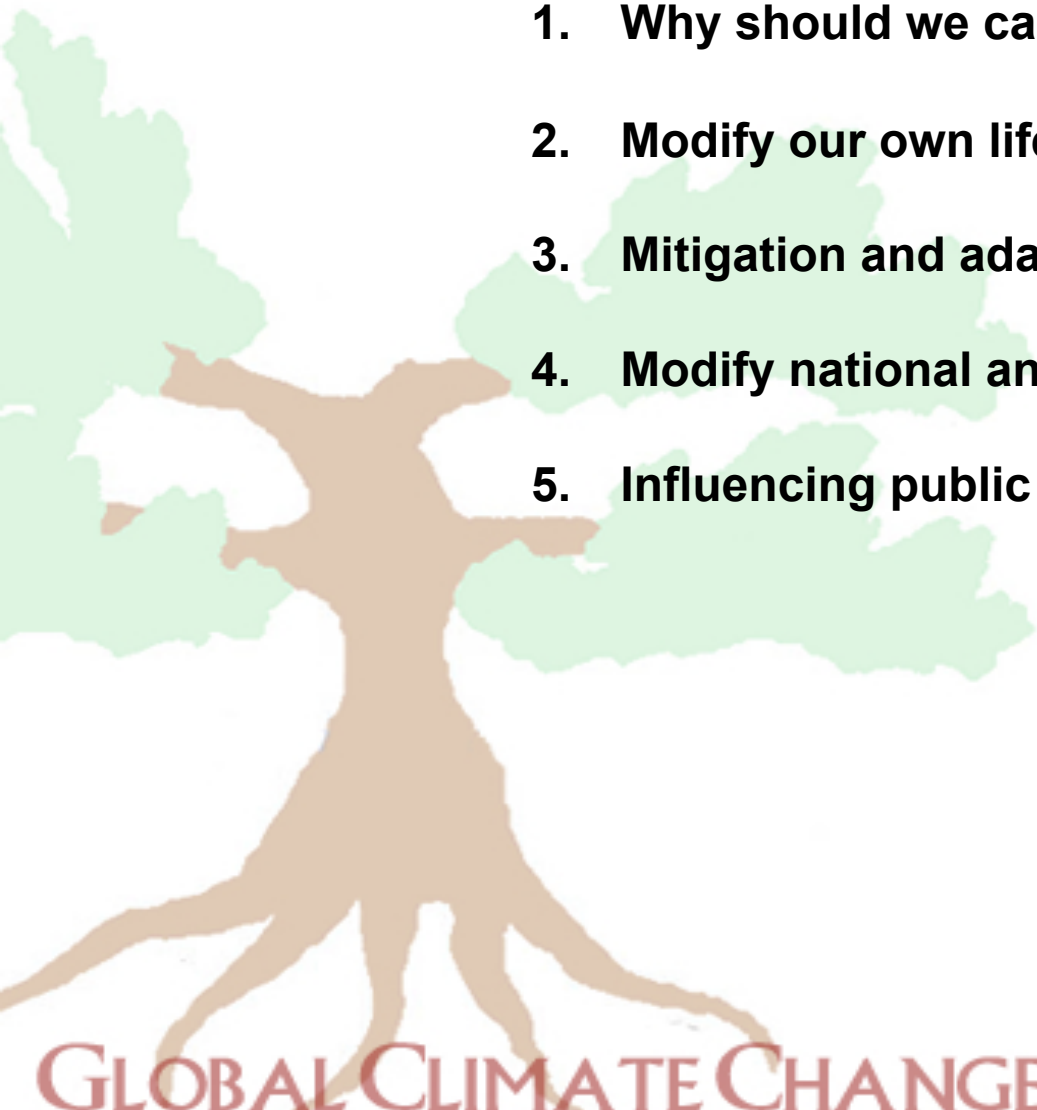 1. Why should we ca
2. Modify our own life
3. Mitigation and ada
4. Modify national an
5. Influencing public
GLOBAL CLIMATE CHANGE